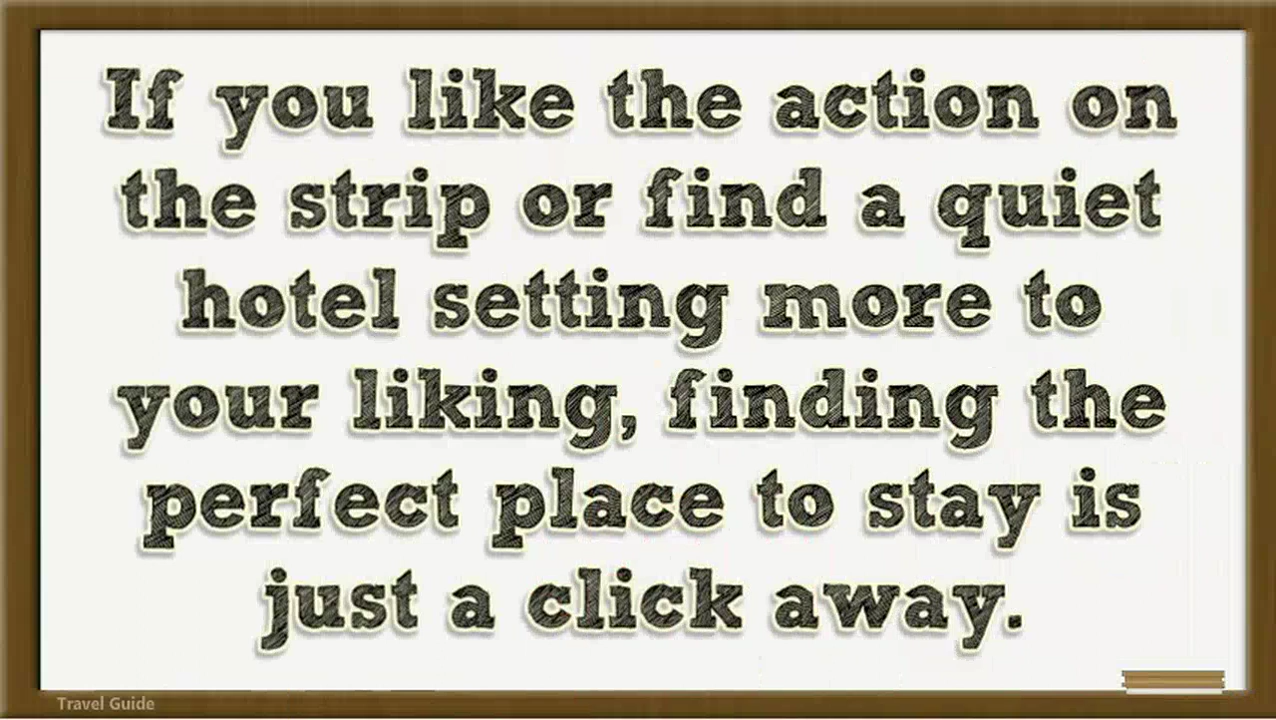 If you like the action on
the strip or find a quiet
hotel setting more to
your liking, finding the
perfect place to stay is
just a click away.
Travel Guide